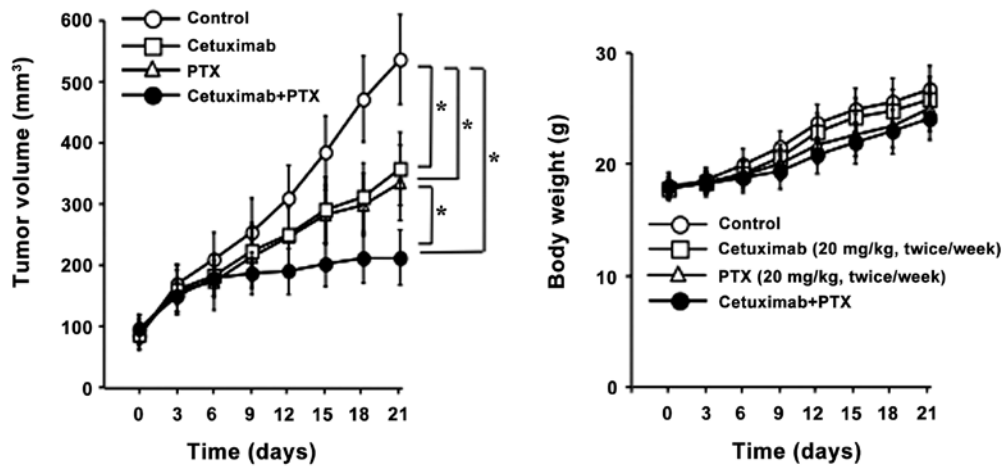 Control
Cetuximab
PTX
Cetuximab+PTX
Tumor volume (mm³)
600
500
400
300
200
100
0
*
*
*
*
0 3 6 9 12 15 18 21
Time (days)
Body weight (g)
30
20
10
0
Control
Cetuximab (20 mg/kg, twice/week)
PTX (20 mg/kg, twice/week)
Cetuximab+PTX
0 3 6 9 12 15 18 21
Time (days)